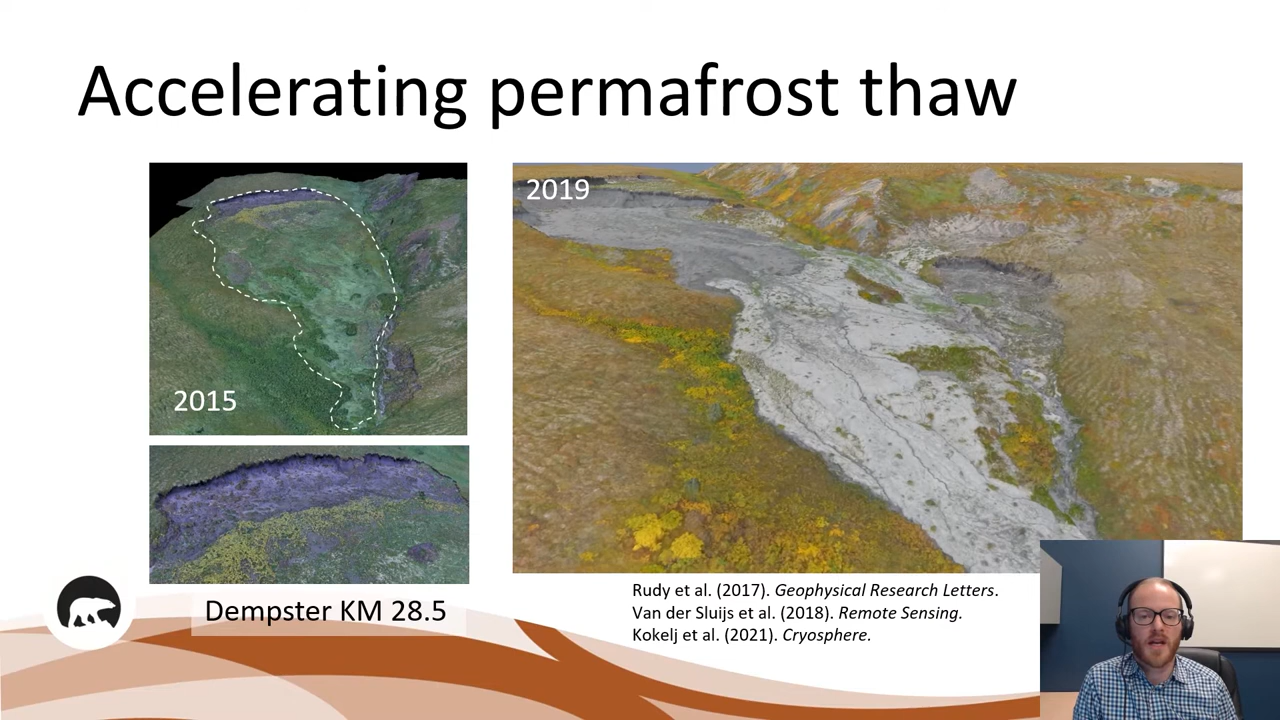 Accelerating permafrost thaw
2015
2019
Dempster KM 28.5
Rudy et al. (2017). Geophysical Research Letters.
Van der Sluijs et al. (2018). Remote Sensing.
Kokelj et al. (2021). Cryosphere.